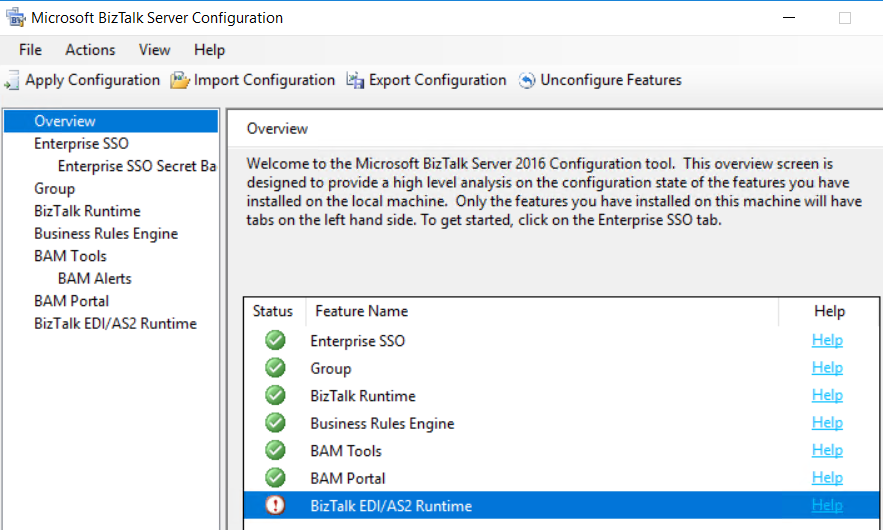 Microsoft BizTalk Server Configuration
File Actions View Help
Apply Configuration Import Configuration Export Configuration Unconfigure Features
Overview
Enterprise SSO
Enterprise SSO Secret Ba
Group
BizTalk Runtime
Business Rules Engine
BAM Tools
BAM Alerts
BAM Portal
BizTalk EDI/AS2 Runtime
Overview
Welcome to the Microsoft BizTalk Server 2016 Configuration tool. This overview screen is
designed to provide a high level analysis on the configuration state of the features you have
installed on the local machine. Only the features you have installed on this machine will have
tabs on the left hand side. To get started, click on the Enterprise SSO tab.
Status Feature Name Help
Enterprise SSO Help
Group Help
BizTalk Runtime Help
Business Rules Engine Help
BAM Tools Help
BAM Portal Help
BizTalk EDI/AS2 Runtime Help